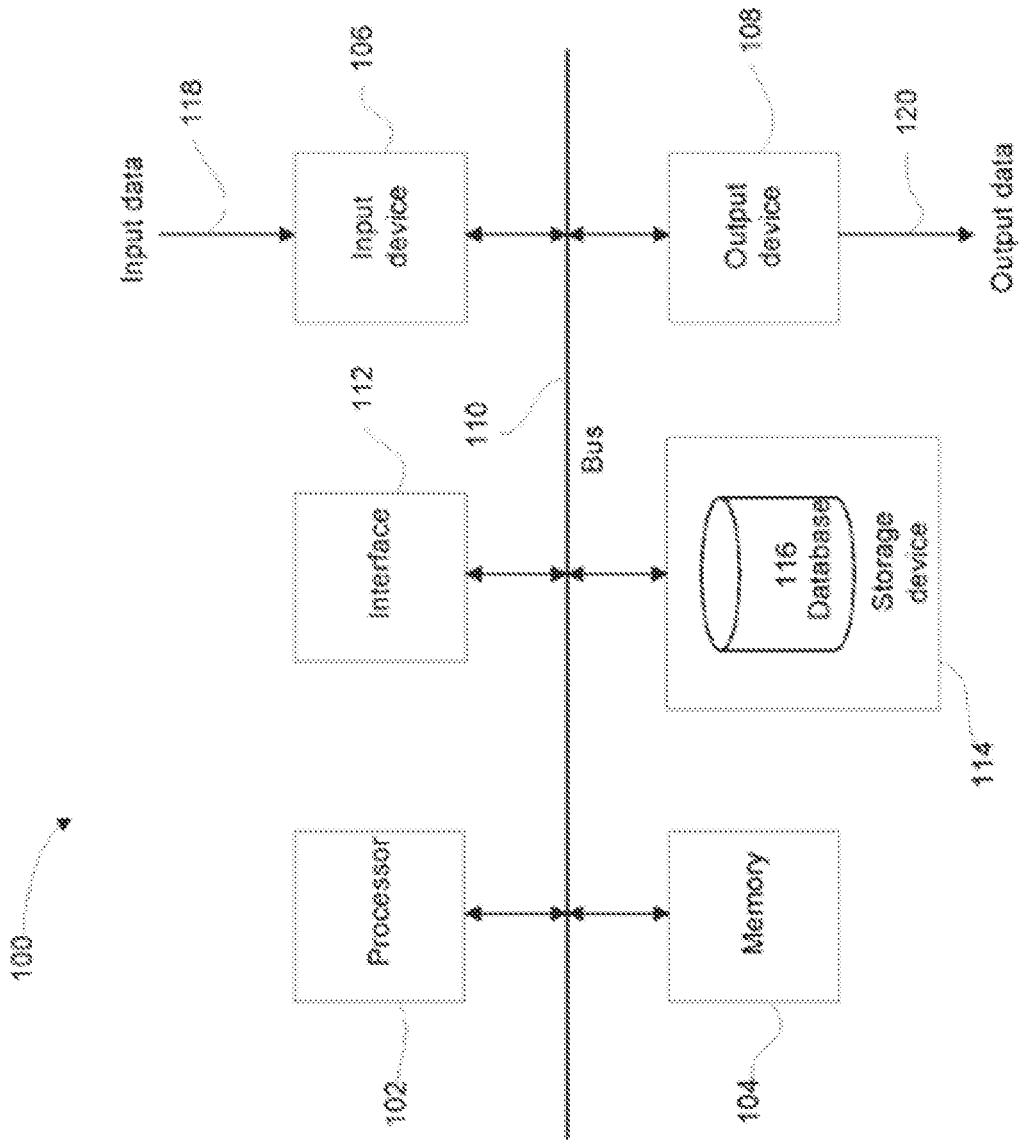 100
Input data
118
106
112
Input
device
Interface
Processor
102
110
Bus
108
Output
device
104
Memory
116
Database
Storage
device
120
114
Output data